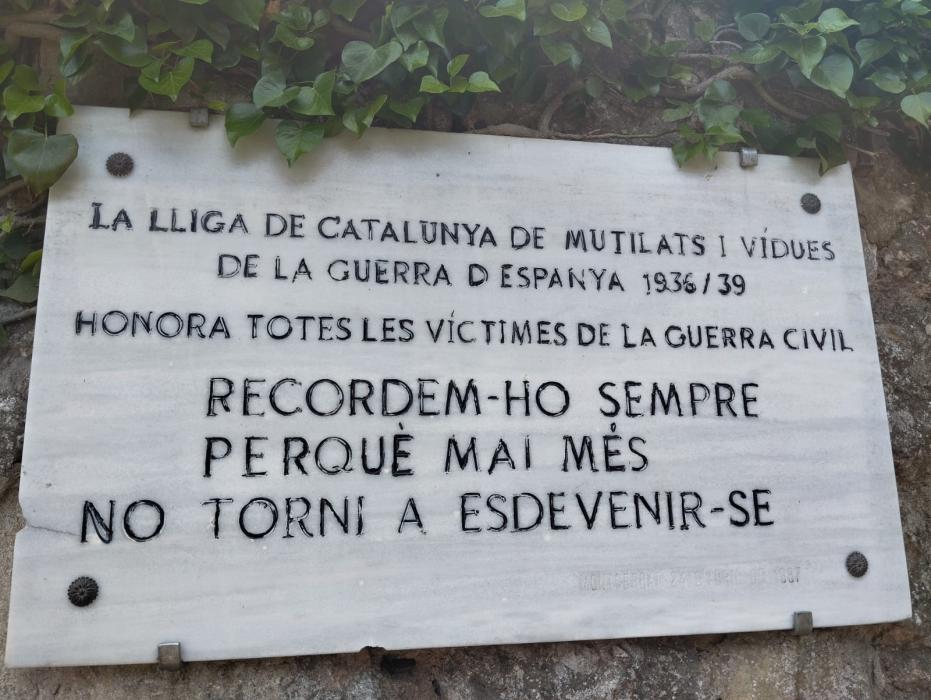 LA LLIGA DE CATALUNYA DE MUTILATS I VÍDUES
DE LA GUERRA D ESPANYA 1936/39
HONORA TOTES LES VÍCTIMES DE LA GUERRA CIVIL
RECORDEM-HO SEMPRE
PERQUÈ MAI MÉS
NO TORNI A ESDEVENIR-SE